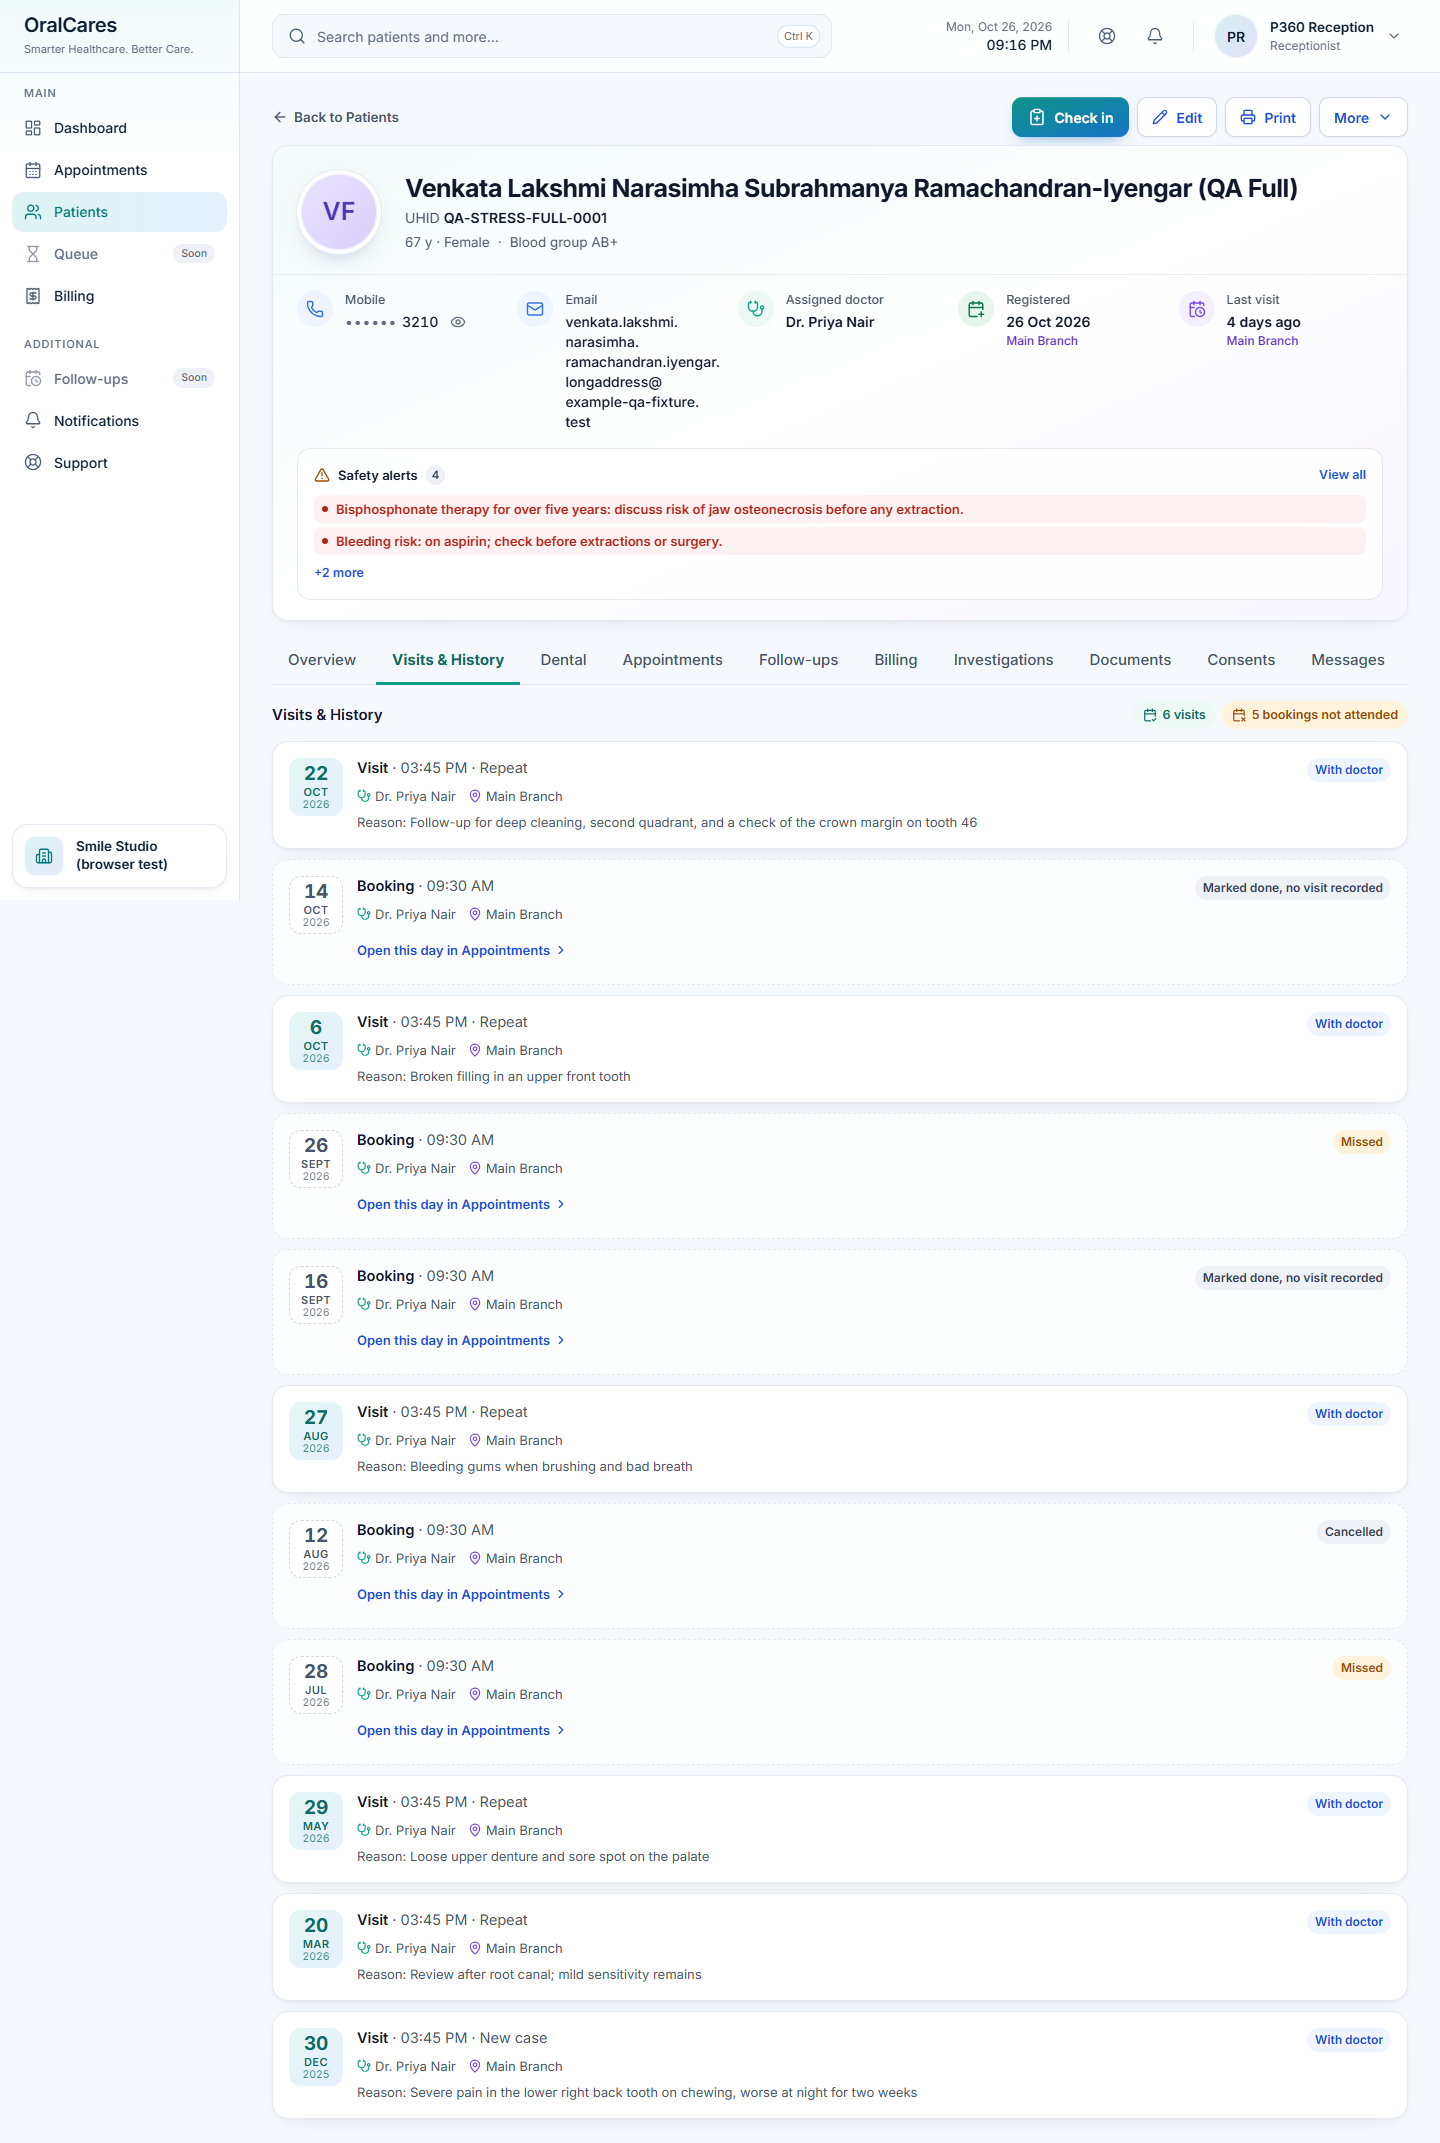 OralCares
Smarter Healthcare. Better Care.
Search patients and more...
Ctrl K
Mon, Oct 26, 2026
09:16 PM
PR
P360 Reception
Receptionist
MAIN
Dashboard
Appointments
Patients
Queue
Soon
Billing
ADDITIONAL
Follow-ups
Soon
Notifications
Support
Smile Studio
(browser test)
Back to Patients
Check in
Edit
Print
More
VF
Venkata Lakshmi Narasimha Subrahmanya Ramachandran-Iyengar (QA Full)
UHID QA-STRESS-FULL-0001
67 y · Female · Blood group AB+
Mobile
•••••• 3210
Email
venkata.lakshmi.
narasimha.
ramachandran.iyengar.
longaddress@
example-qa-fixture.
test
Assigned doctor
Dr. Priya Nair
Registered
26 Oct 2026
Main Branch
Last visit
4 days ago
Main Branch
Safety alerts 4
View all
• Bisphosphonate therapy for over five years: discuss risk of jaw osteonecrosis before any extraction.
• Bleeding risk: on aspirin; check before extractions or surgery.
+2 more
Overview
Visits & History
Dental
Appointments
Follow-ups
Billing
Investigations
Documents
Consents
Messages
Visits & History
6 visits
5 bookings not attended
22
OCT
2026
Visit · 03:45 PM · Repeat
With doctor
Dr. Priya Nair Main Branch
Reason: Follow-up for deep cleaning, second quadrant, and a check of the crown margin on tooth 46
14
OCT
2026
Booking · 09:30 AM
Marked done, no visit recorded
Dr. Priya Nair Main Branch
Open this day in Appointments
6
OCT
2026
Visit · 03:45 PM · Repeat
With doctor
Dr. Priya Nair Main Branch
Reason: Broken filling in an upper front tooth
26
SEPT
2026
Booking · 09:30 AM
Missed
Dr. Priya Nair Main Branch
Open this day in Appointments
16
SEPT
2026
Booking · 09:30 AM
Marked done, no visit recorded
Dr. Priya Nair Main Branch
Open this day in Appointments
27
AUG
2026
Visit · 03:45 PM · Repeat
With doctor
Dr. Priya Nair Main Branch
Reason: Bleeding gums when brushing and bad breath
12
AUG
2026
Booking · 09:30 AM
Cancelled
Dr. Priya Nair Main Branch
Open this day in Appointments
28
JUL
2026
Booking · 09:30 AM
Missed
Dr. Priya Nair Main Branch
Open this day in Appointments
29
MAY
2026
Visit · 03:45 PM · Repeat
With doctor
Dr. Priya Nair Main Branch
Reason: Loose upper denture and sore spot on the palate
20
MAR
2026
Visit · 03:45 PM · Repeat
With doctor
Dr. Priya Nair Main Branch
Reason: Review after root canal; mild sensitivity remains
30
DEC
2025
Visit · 03:45 PM · New case
With doctor
Dr. Priya Nair Main Branch
Reason: Severe pain in the lower right back tooth on chewing, worse at night for two weeks